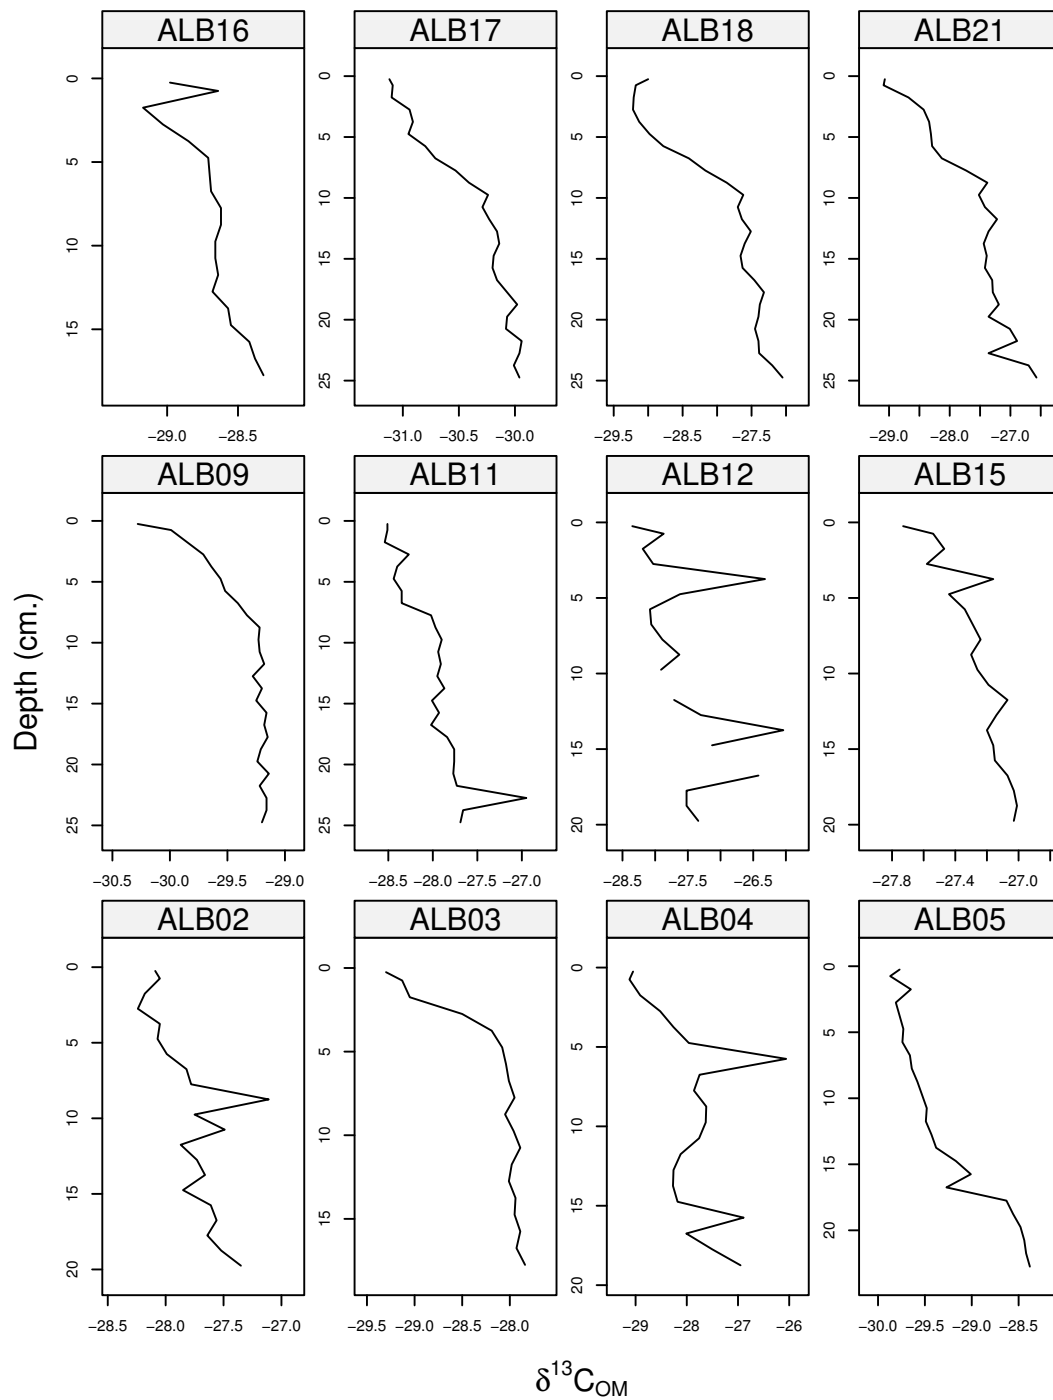 ALB16 ALB17 ALB18 ALB21
0 5 10 15
0 5 10 15 20 25
0 5 10 15 20 25
0 5 10 15 20 25
−29.0 −28.5
−31.0 −30.5 −30.0
−29.5 −28.5 −27.5
−29.0 −28.0 −27.0
ALB09 ALB11 ALB12 ALB15
0 5 10 15 20 25
0 5 10 15 20 25
0 5 10 15 20
0 5 10 15 20
−30.5 −30.0 −29.5 −29.0
−28.5 −28.0 −27.5 −27.0
−28.5 −27.5 −26.5
−27.8 −27.4 −27.0
Depth (cm.)
ALB02 ALB03 ALB04 ALB05
0 5 10 15 20
0 5 10 15
0 5 10 15 20
0 5 10 15 20
−28.5 −28.0 −27.5 −27.0
−29.5 −29.0 −28.5 −28.0
−29 −28 −27 −26
−30.0 −29.5 −29.0 −28.5
δ¹³C_OM